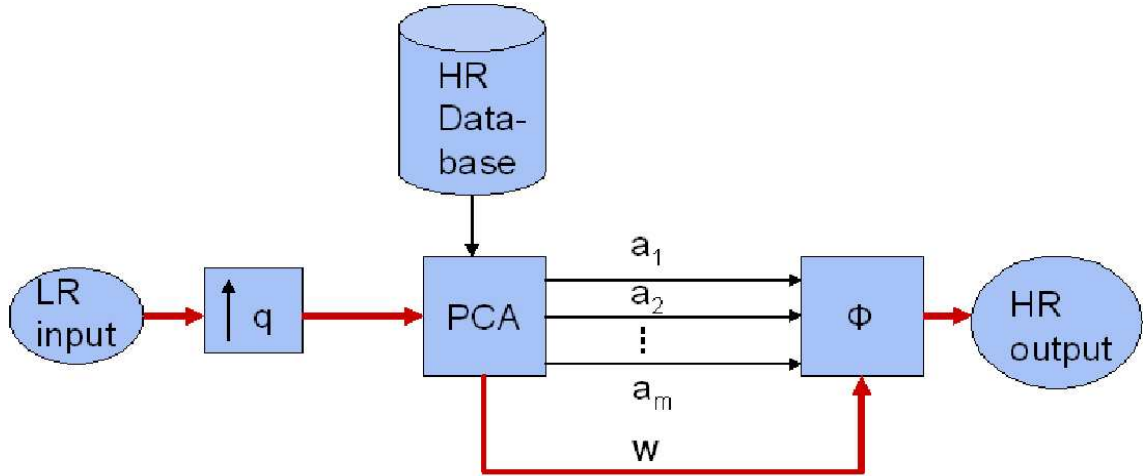 HR
Data-
base
LR
input
↑ q
PCA
a₁
a₂
⋮
aₘ
w
Φ
HR
output